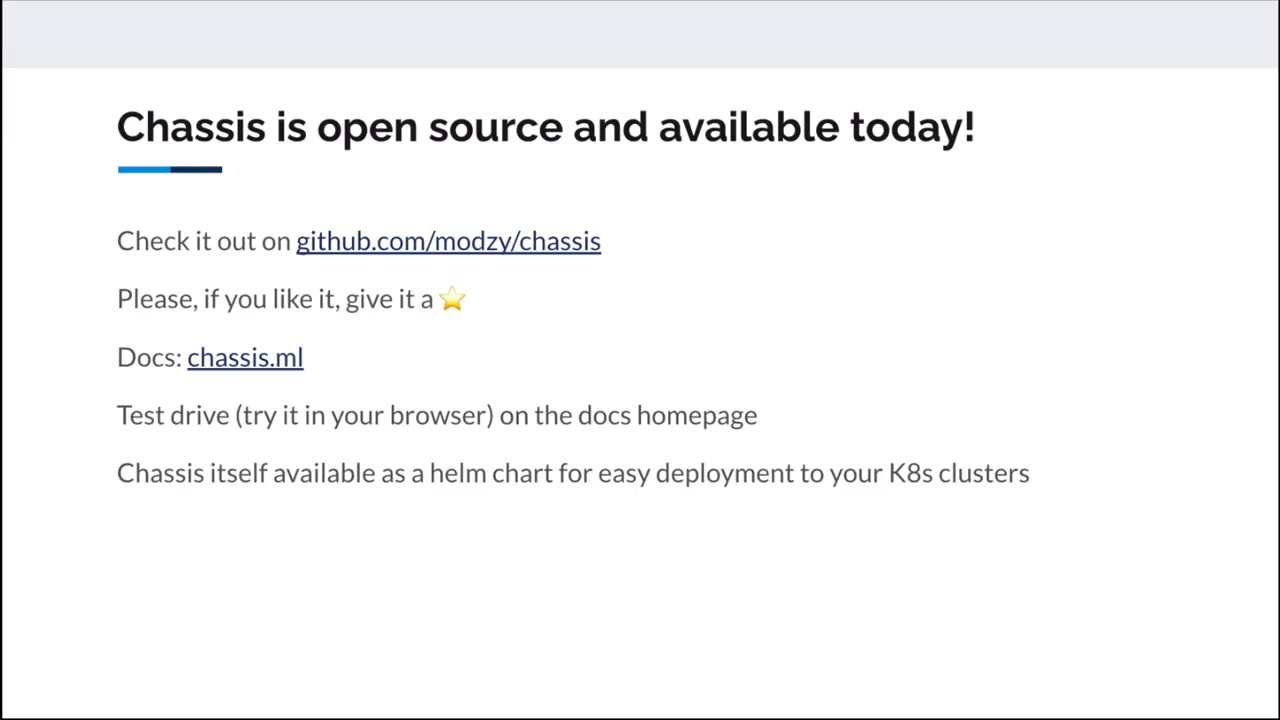 Chassis is open source and available today!
Check it out on github.com/modzy/chassis
Please, if you like it, give it a ⭐
Docs: chassis.ml
Test drive (try it in your browser) on the docs homepage
Chassis itself available as a helm chart for easy deployment to your K8s clusters